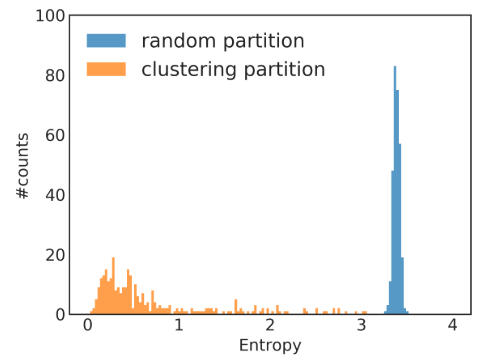 100
80
60
40
20
0
#counts
random partition
clustering partition
0 1 2 3 4
Entropy